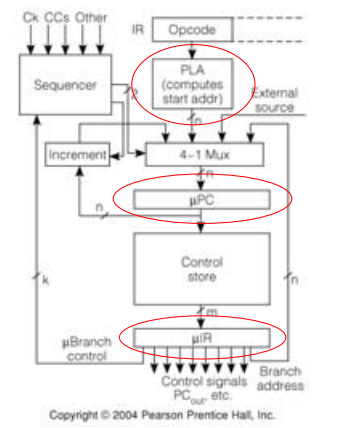 Ck CCs Other
IR
Opcode
PLA
(computes
start addr)
Sequencer
2
External
source
n
Increment
4–1 Mux
n
μPC
n
Control
store
k
n
m
μBranch
control
μIR
Control signals
PCout, etc.
Branch
address
Copyright © 2004 Pearson Prentice Hall, Inc.